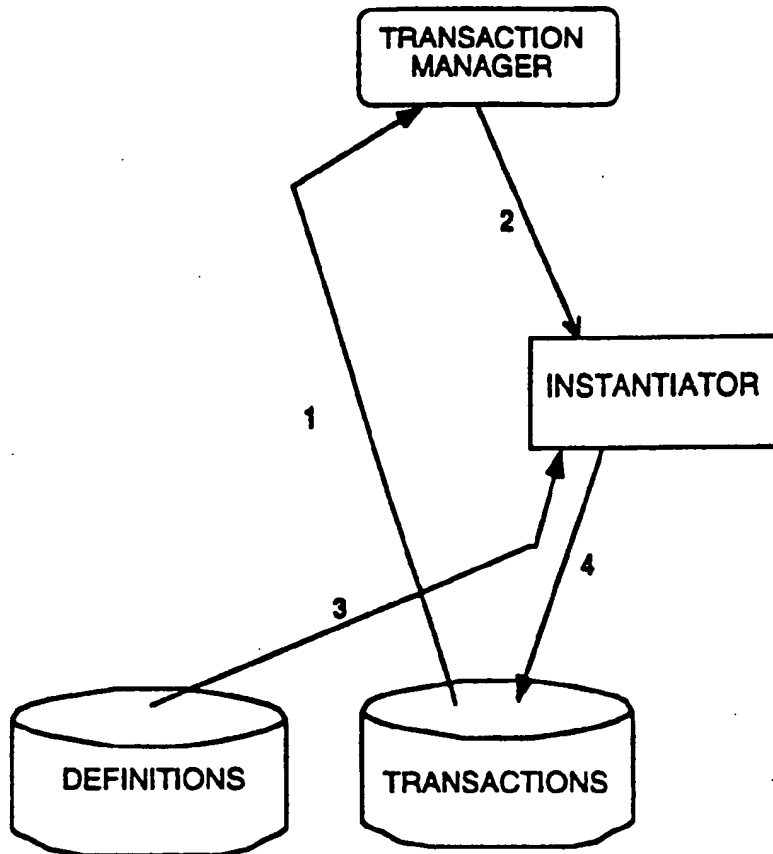 TRANSACTION
MANAGER
2
INSTANTIATOR
1
4
3
DEFINITIONS
TRANSACTIONS